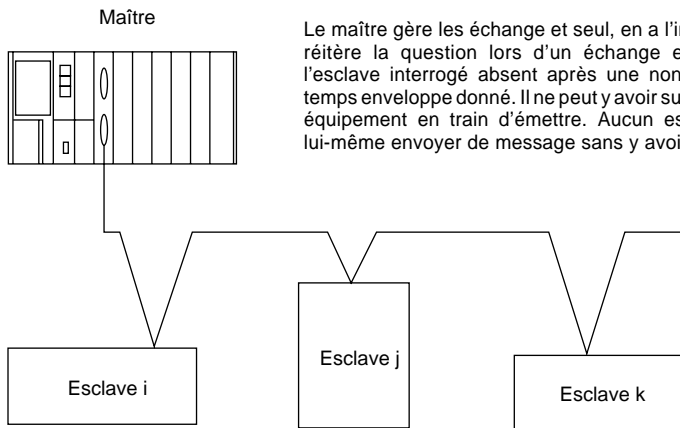 Maître
Le maître gère les échange et seul, en a l'in
réitère la question lors d'un échange e
l'esclave interrogé absent après une non
temps enveloppe donné. Il ne peut y avoir su
équipement en train d'émettre. Aucun es
lui-même envoyer de message sans y avoi
Esclave i
Esclave j
Esclave k